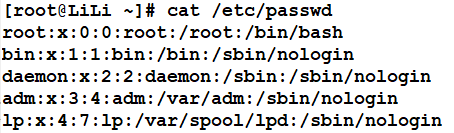 [root@LiLi ~]# cat /etc/passwd
root:x:0:0:root:/root:/bin/bash
bin:x:1:1:bin:/bin:/sbin/nologin
daemon:x:2:2:daemon:/sbin:/sbin/nologin
adm:x:3:4:adm:/var/adm:/sbin/nologin
lp:x:4:7:lp:/var/spool/lpd:/sbin/nologin